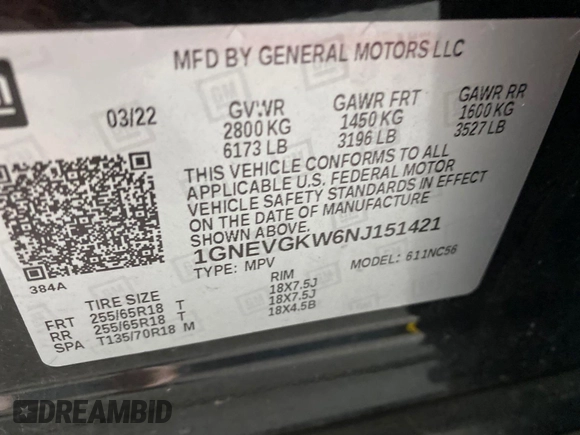 GM
MFD BY GENERAL MOTORS LLC
03/22
GVWR GAWR FRT GAWR RR
2800 KG 1450 KG 1600 KG
6173 LB 3196 LB 3527 LB
THIS VEHICLE CONFORMS TO ALL
APPLICABLE U.S. FEDERAL MOTOR
VEHICLE SAFETY STANDARDS IN EFFECT
ON THE DATE OF MANUFACTURE
1GNEVGKW6NJ151421
TYPE: MPV MODEL: 611NC56
384A
TIRE SIZE RIM
FRT 255/65R18 T 18X7.5J
RR 255/65R18 T 18X7.5J
SPA T135/70R18 M 18X4.5B
DREAMBID